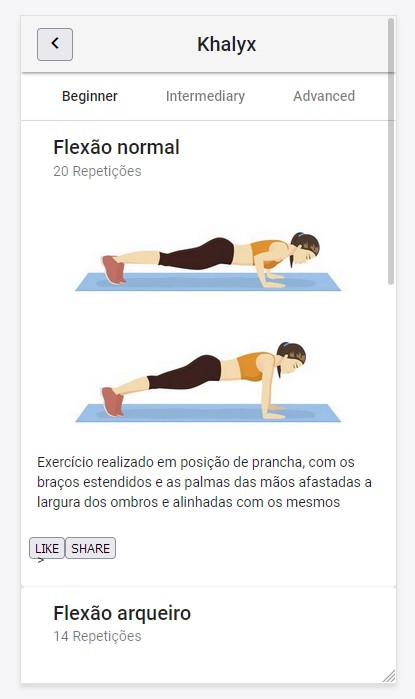 Khalyx
Beginner Intermediary Advanced
Flexão normal
20 Repetições
Exercício realizado em posição de prancha, com os
braços estendidos e as palmas das mãos afastadas a
largura dos ombros e alinhadas com os mesmos
LIKE SHARE
>
Flexão arqueiro
14 Repetições